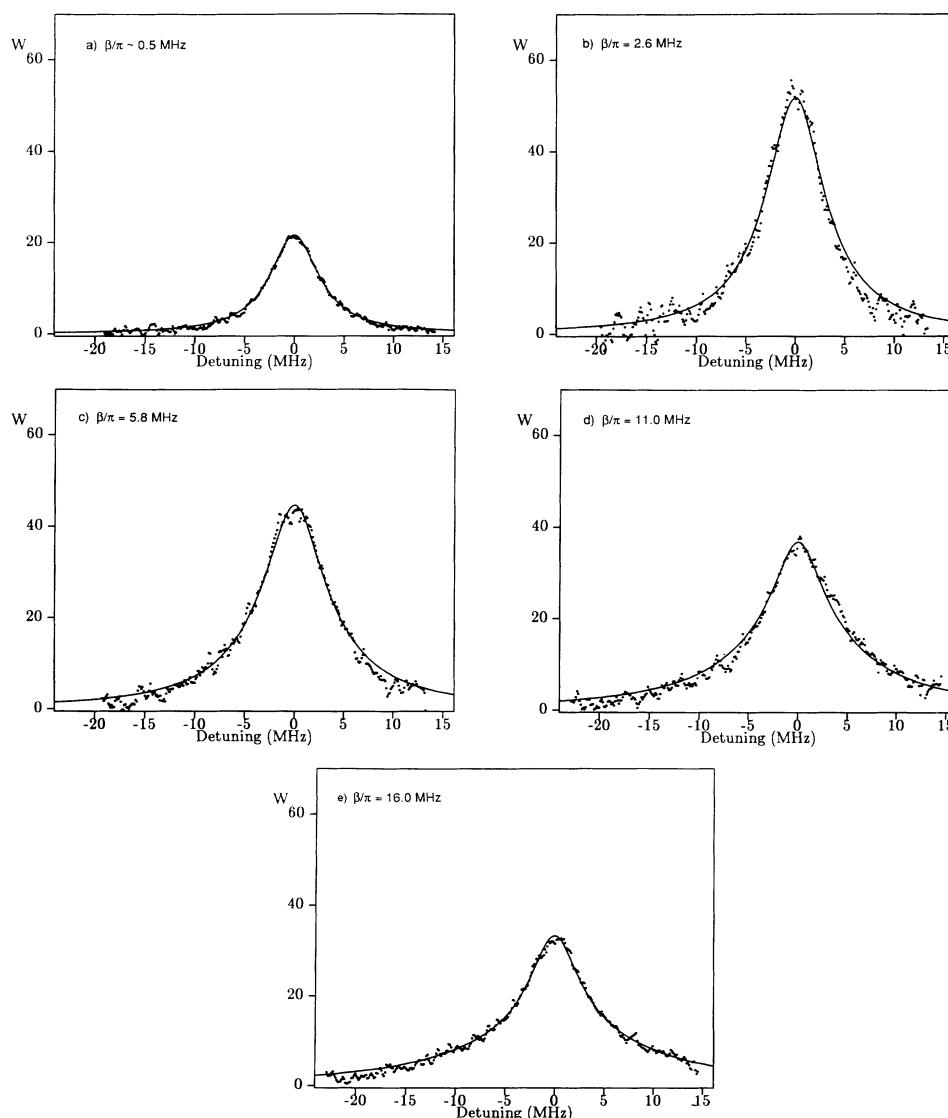 W
a) β/π ~ 0.5 MHz
60
40
20
0
-20 -15 -10 -5 0 5 10 15
Detuning (MHz)
W
b) β/π = 2.6 MHz
60
40
20
0
-20 -15 -10 -5 0 5 10 15
Detuning (MHz)
W
c) β/π = 5.8 MHz
60
40
20
0
-20 -15 -10 -5 0 5 10 15
Detuning (MHz)
W
d) β/π = 11.0 MHz
60
40
20
0
-20 -15 -10 -5 0 5 10 15
Detuning (MHz)
W
e) β/π = 16.0 MHz
60
40
20
0
-20 -15 -10 -5 0 5 10 15
Detuning (MHz)